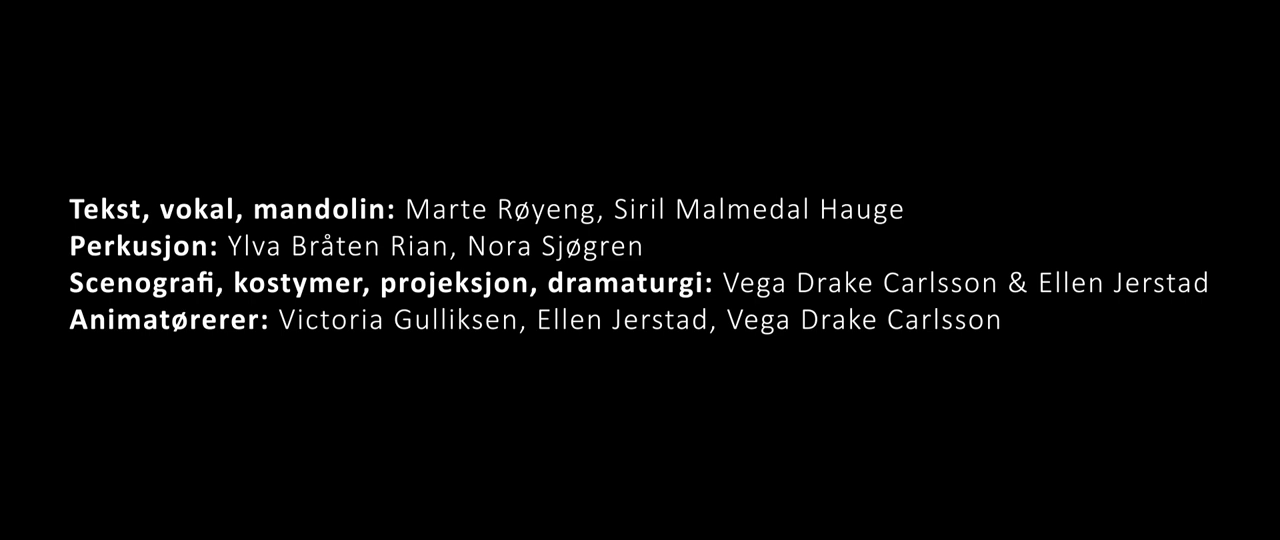 Tekst, vokal, mandolin: Marte Røyeng, Siril Malmedal Hauge
Perkusjon: Ylva Bråten Rian, Nora Sjøgren
Scenografi, kostymer, projeksjon, dramaturgi: Vega Drake Carlsson & Ellen Jerstad
Animatørerer: Victoria Gulliksen, Ellen Jerstad, Vega Drake Carlsson